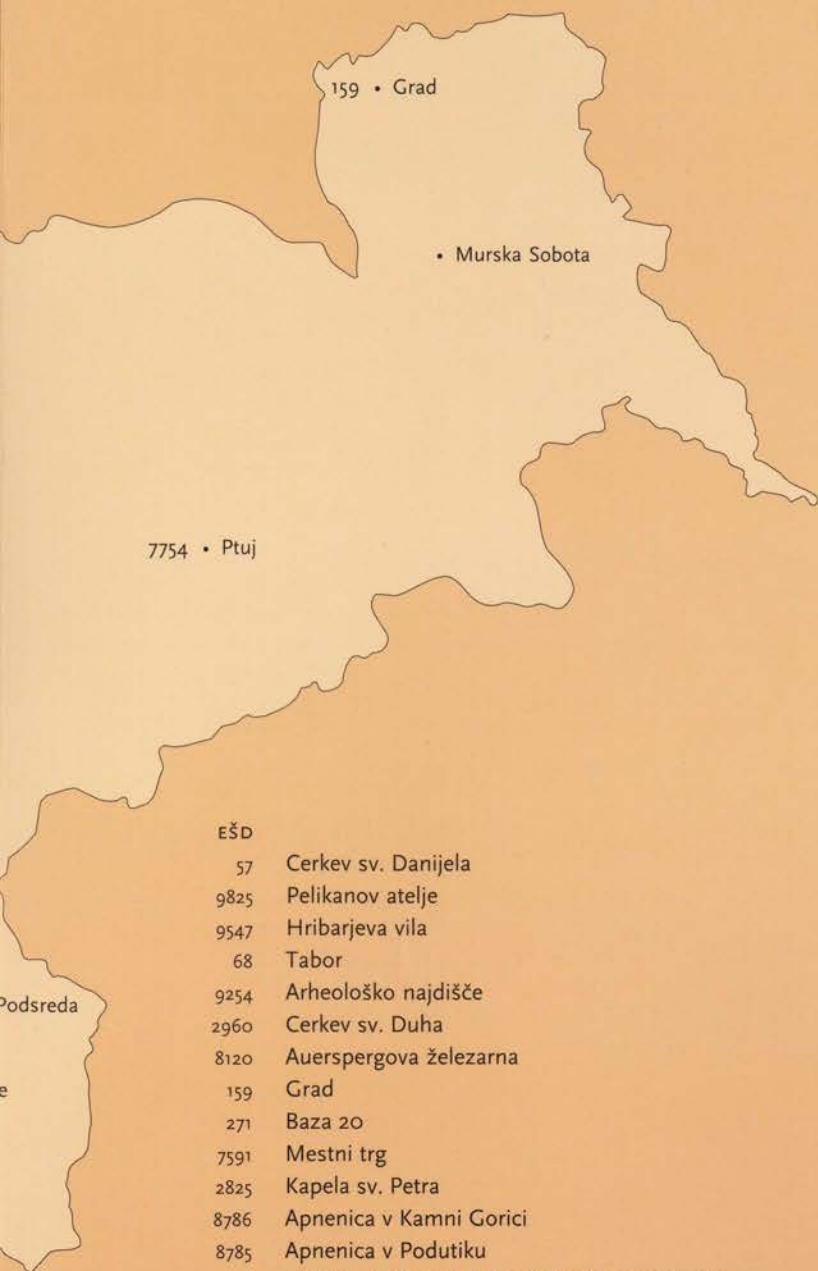 159 • Grad
• Murska Sobota
7754 • Ptuj
Podsreda
e
EŠD
57 Cerkev sv. Danijela
9825 Pelikanov atelje
9547 Hribarjeva vila
68 Tabor
9254 Arheološko najdišče
2960 Cerkev sv. Duha
8120 Auerspergova železarna
159 Grad
271 Baza 20
7591 Mestni trg
2825 Kapela sv. Petra
8786 Apnenica v Kamni Gorici
8785 Apnenica v Podutiku